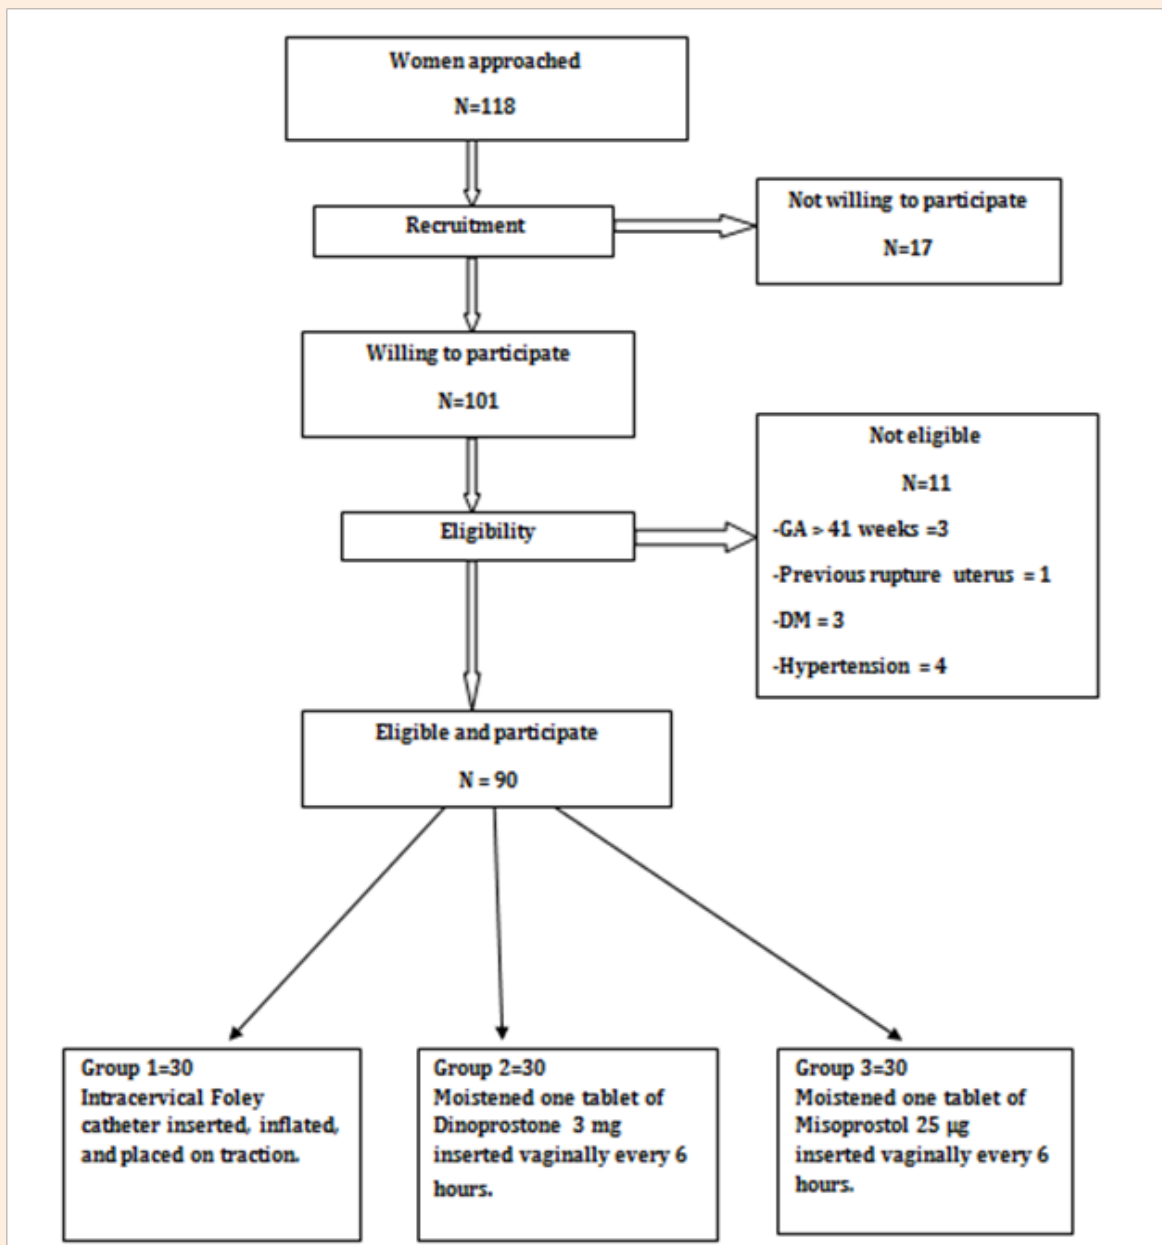 Women approached
N=118
Recruitment
Not willing to participate
N=17
Willing to participate
N=101
Eligibility
Not eligible
N=11
-GA > 41 weeks =3
-Previous rupture uterus = 1
-DM = 3
-Hypertension = 4
Eligible and participate
N = 90
Group 1=30
Intracervical Foley
catheter inserted, inflated,
and placed on traction.
Group 2=30
Moistened one tablet of
Dinoprostone 3 mg
inserted vaginally every 6
hours.
Group 3=30
Moistened one tablet of
Misoprostol 25 µg
inserted vaginally every 6
hours.